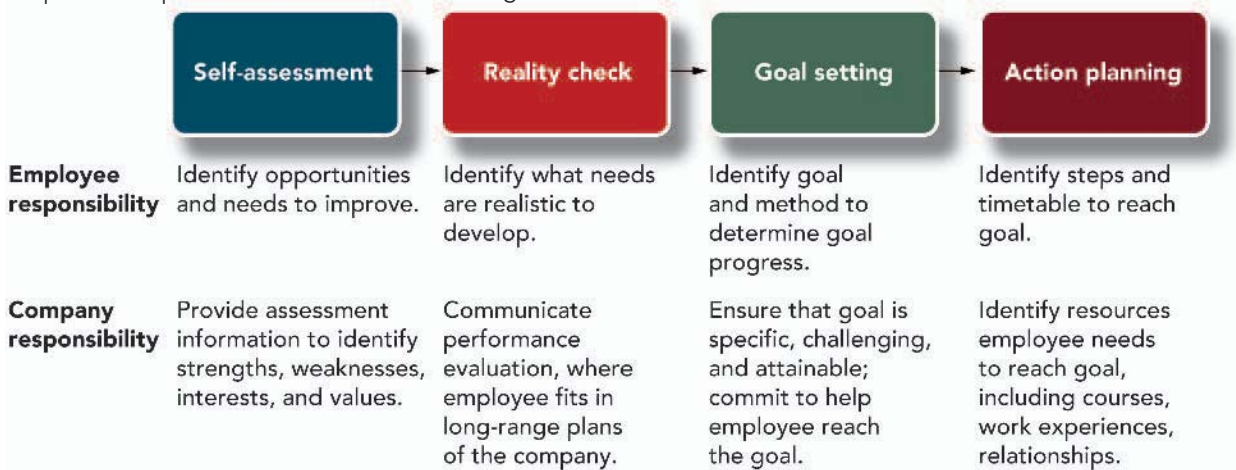 Self-assessment
Reality check
Goal setting
Action planning
Employee
responsibility
Identify opportunities
and needs to improve.
Identify what needs
are realistic to
develop.
Identify goal
and method to
determine goal
progress.
Identify steps and
timetable to reach
goal.
Company
responsibility
Provide assessment
information to identify
strengths, weaknesses,
interests, and values.
Communicate
performance
evaluation, where
employee fits in
long-range plans
of the company.
Ensure that goal is
specific, challenging,
and attainable;
commit to help
employee reach
the goal.
Identify resources
employee needs
to reach goal,
including courses,
work experiences,
relationships.